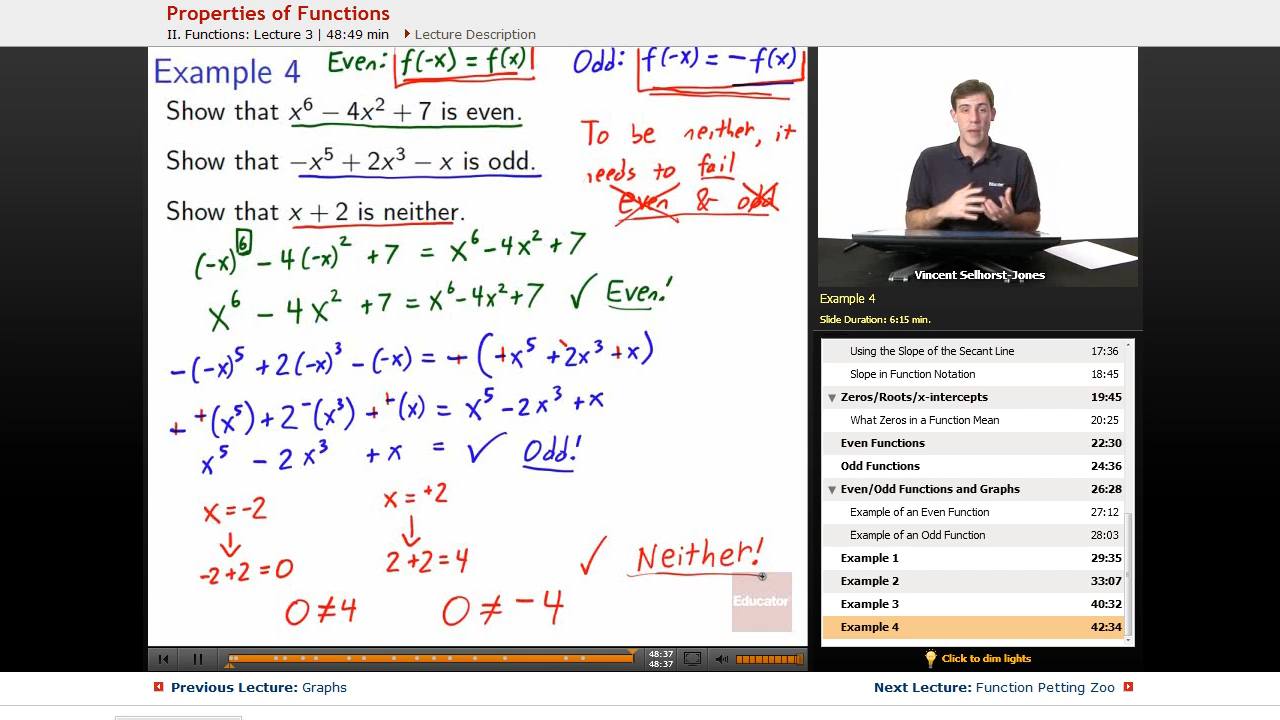 Properties of Functions
II. Functions: Lecture 3 | 48:49 min Lecture Description
Example 4
Even: f(-x) = f(x)
Odd: f(-x) = -f(x)
Show that x⁶ − 4x² + 7 is even.
Show that −x⁵ + 2x³ − x is odd.
Show that x + 2 is neither.
To be neither, it
needs to fail
even & odd
(-x)⁶ - 4(-x)² + 7 = x⁶ - 4x² + 7
x⁶ - 4x² + 7 = x⁶ - 4x² + 7 ✓ Even!
-(-x)⁵ + 2(-x)³ - (-x) = + (+x⁵ + 2x³ + x)
+ +(x⁵) + 2 -(x³) + +(x) = x⁵ - 2x³ + x
x⁵ - 2x³ + x = ✓ Odd!
x = -2
↓
-2+2 = 0
x = +2
↓
2+2 = 4
0 ≠ 4
0 ≠ -4
✓ Neither!
Educator
Educator
Vincent Selhorst-Jones
Example 4
Slide Duration: 6:15 min.
Using the Slope of the Secant Line 17:36
Slope in Function Notation 18:45
Zeros/Roots/x-intercepts 19:45
What Zeros in a Function Mean 20:25
Even Functions 22:30
Odd Functions 24:36
Even/Odd Functions and Graphs 26:28
Example of an Even Function 27:12
Example of an Odd Function 28:03
Example 1 29:35
Example 2 33:07
Example 3 40:32
Example 4 42:34
48:37
48:37
Click to dim lights
Previous Lecture: Graphs
Next Lecture: Function Petting Zoo